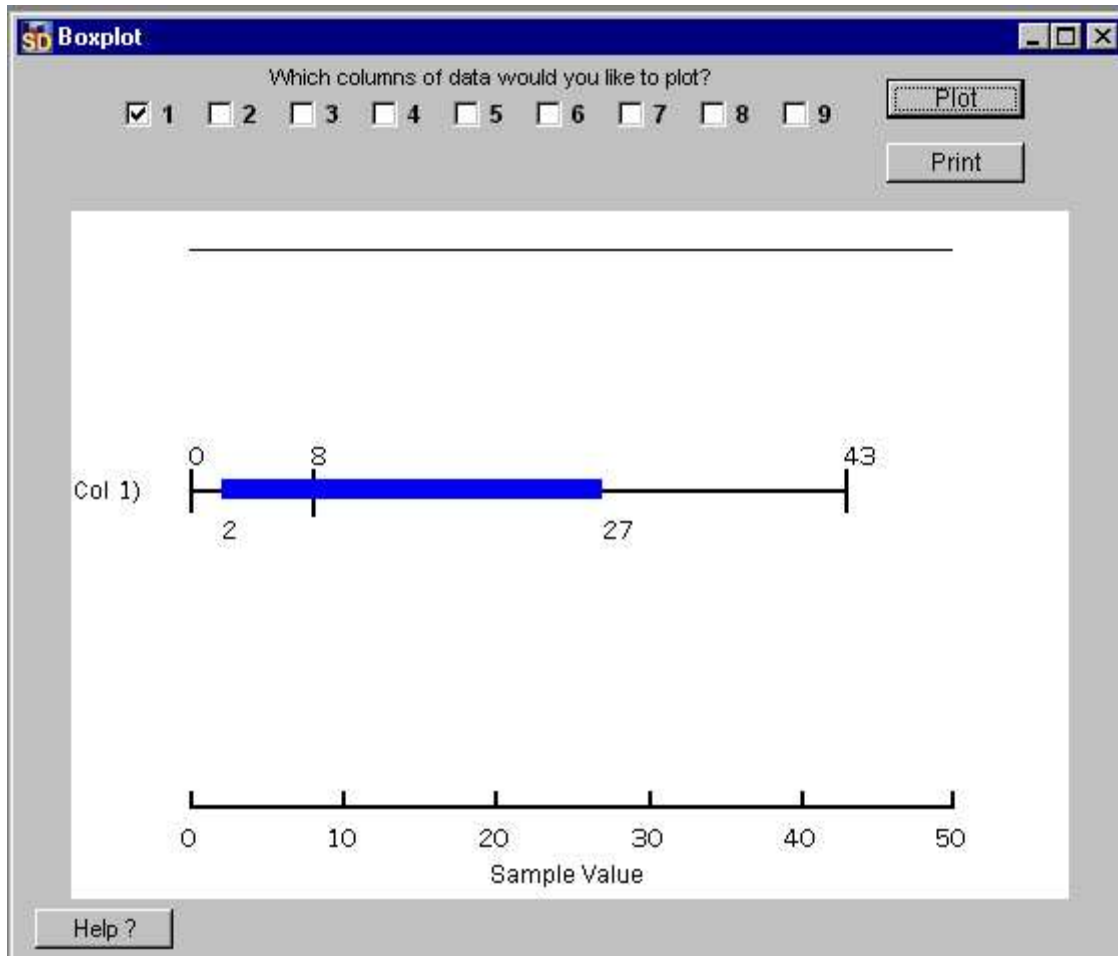 SD Boxplot
Which columns of data would you like to plot?
1 2 3 4 5 6 7 8 9
Plot
Print
0 8 43
Col 1)
2 27
0 10 20 30 40 50
Sample Value
Help ?